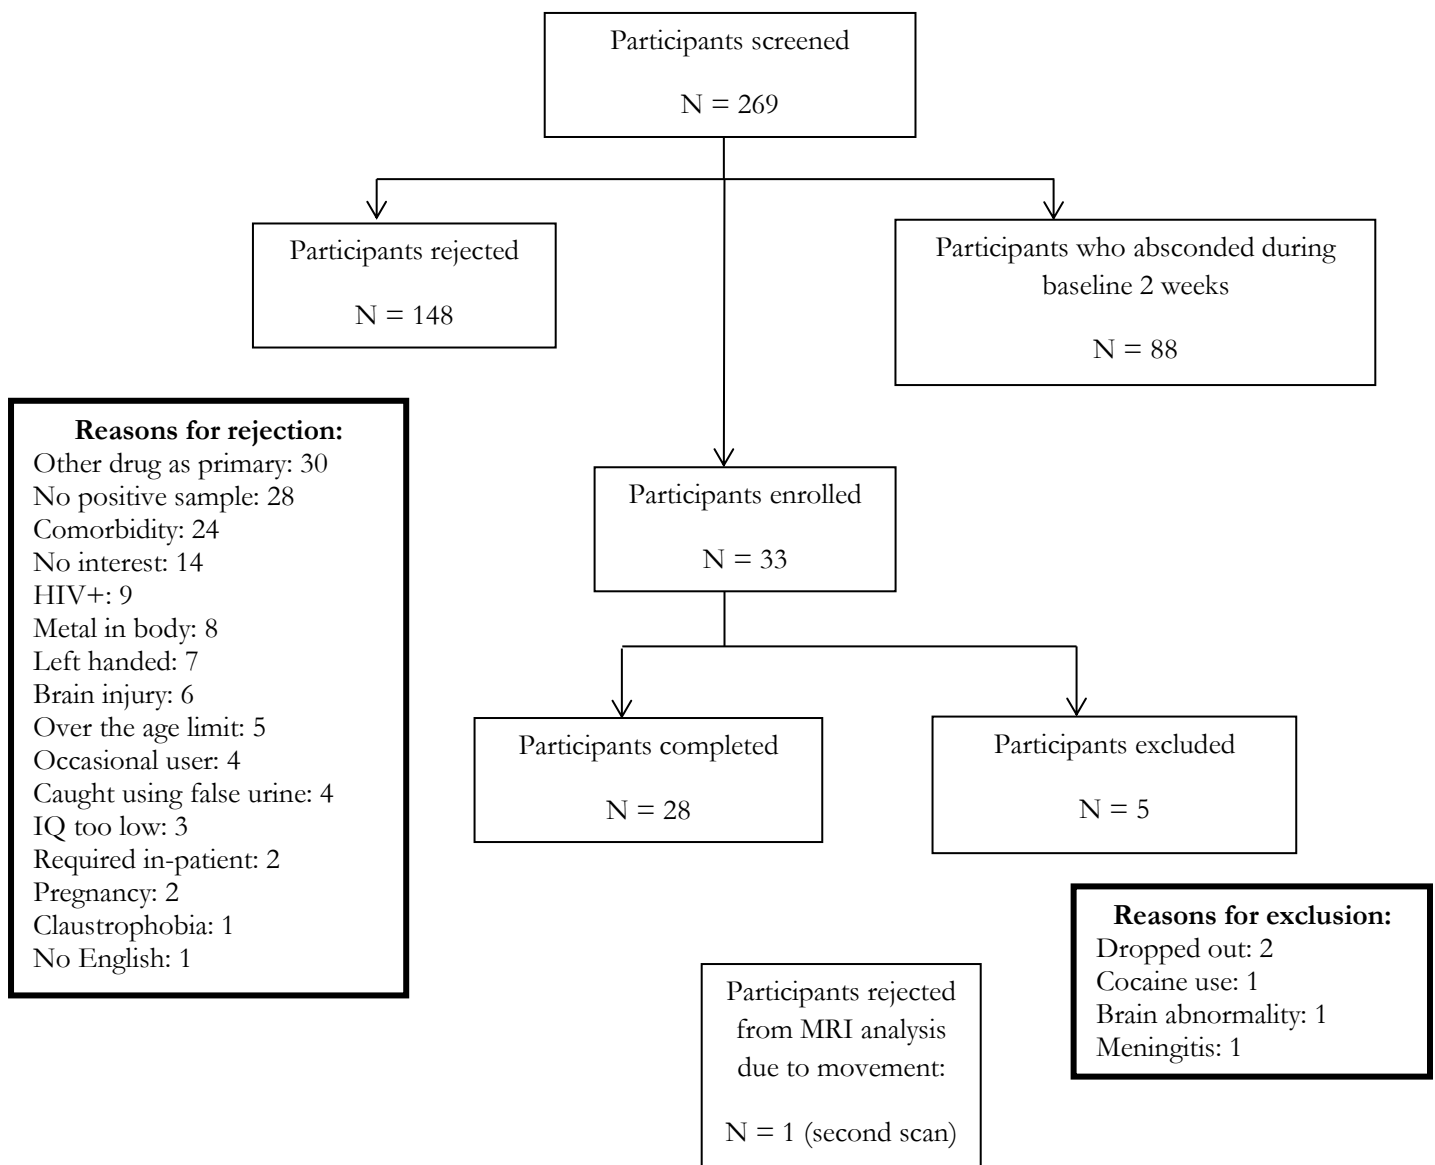 Participants screened
N = 269
Participants rejected
N = 148
Participants who absconded during
baseline 2 weeks
N = 88
Reasons for rejection:
Other drug as primary: 30
No positive sample: 28
Comorbidity: 24
No interest: 14
HIV+: 9
Metal in body: 8
Left handed: 7
Brain injury: 6
Over the age limit: 5
Occasional user: 4
Caught using false urine: 4
IQ too low: 3
Required in-patient: 2
Pregnancy: 2
Claustrophobia: 1
No English: 1
Participants enrolled
N = 33
Participants completed
N = 28
Participants excluded
N = 5
Reasons for exclusion:
Dropped out: 2
Cocaine use: 1
Brain abnormality: 1
Meningitis: 1
Participants rejected
from MRI analysis
due to movement:
N = 1 (second scan)